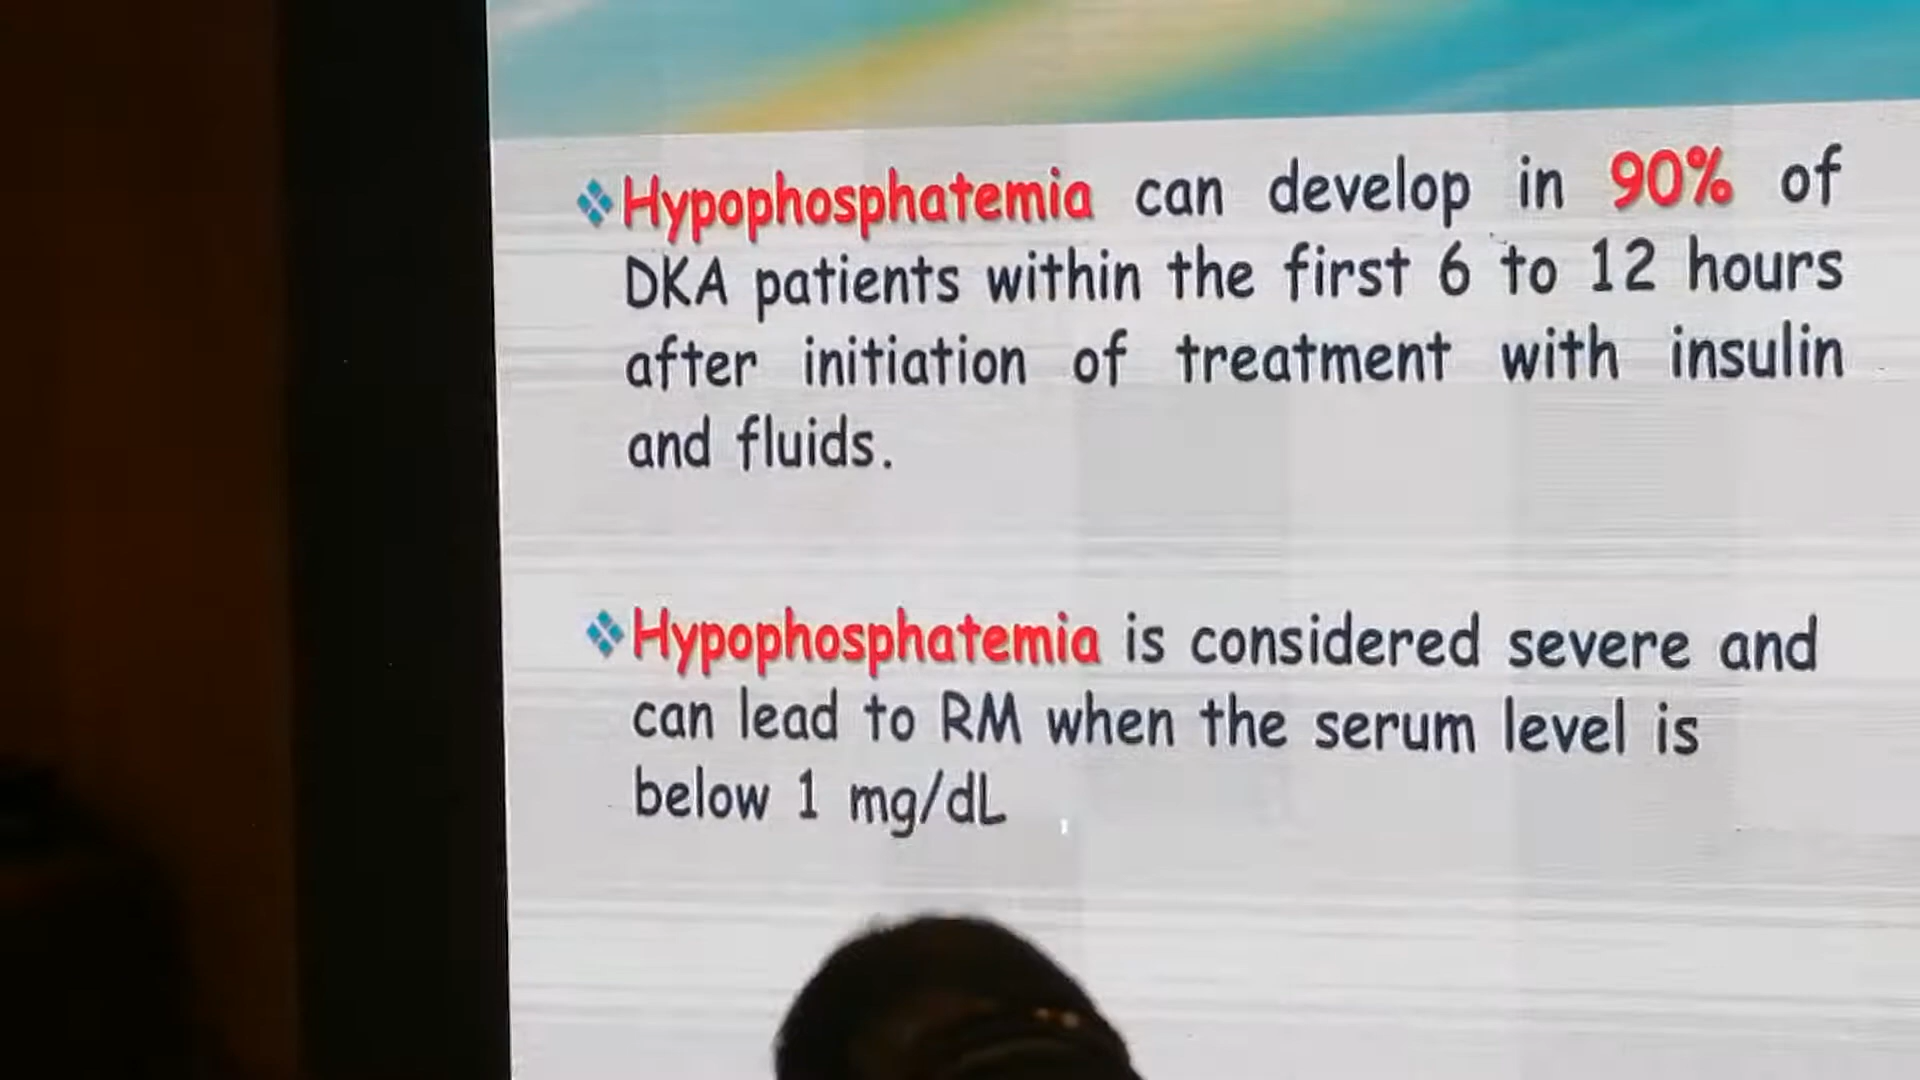 Hypophosphatemia can develop in 90% of
DKA patients within the first 6 to 12 hours
after initiation of treatment with insulin
and fluids.
Hypophosphatemia is considered severe and
can lead to RM when the serum level is
below 1 mg/dL